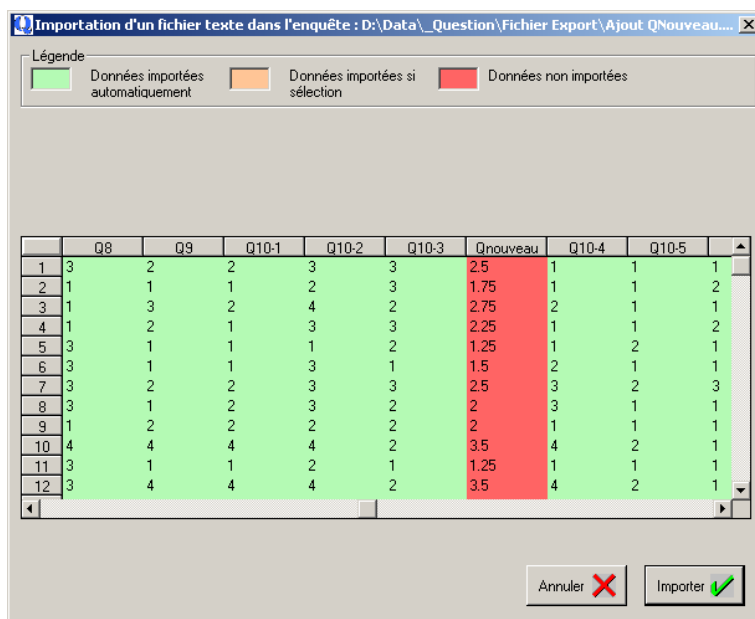 Importation d'un fichier texte dans l'enquête : D:\Data\_Question\Fichier Export\Ajout QNouveau....
Légende
Données importées automatiquement
Données importées si sélection
Données non importées
Q8 Q9 Q10-1 Q10-2 Q10-3 Qnouveau Q10-4 Q10-5
1 3 2 2 3 3 2.5 1 1 1
2 1 1 1 2 3 1.75 1 1 2
3 1 3 2 4 2 2.75 2 1 1
4 1 2 1 3 3 2.25 1 1 2
5 3 1 1 1 2 1.25 1 2 1
6 3 1 1 3 1 1.5 2 1 1
7 3 2 2 3 3 2.5 3 2 3
8 3 1 2 3 2 2 3 1 1
9 1 2 2 2 2 2 1 1 1
10 4 4 4 4 2 3.5 4 2 1
11 3 1 1 2 1 1.25 1 1 1
12 3 4 4 4 2 3.5 4 2 1
Annuler
Importer